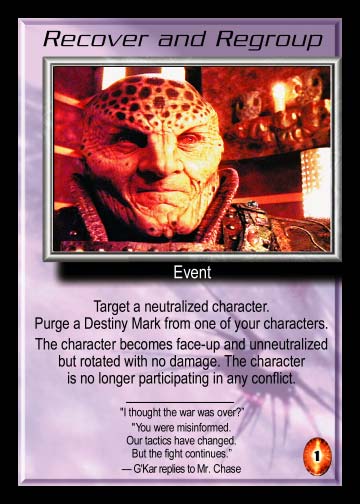 Recover and Regroup
Event
Target a neutralized character.
Purge a Destiny Mark from one of your characters.
The character becomes face-up and unneutralized
but rotated with no damage. The character
is no longer participating in any conflict.
"I thought the war was over?"
"You were misinformed.
Our tactics have changed.
But the fight continues."
— G'Kar replies to Mr. Chase
1